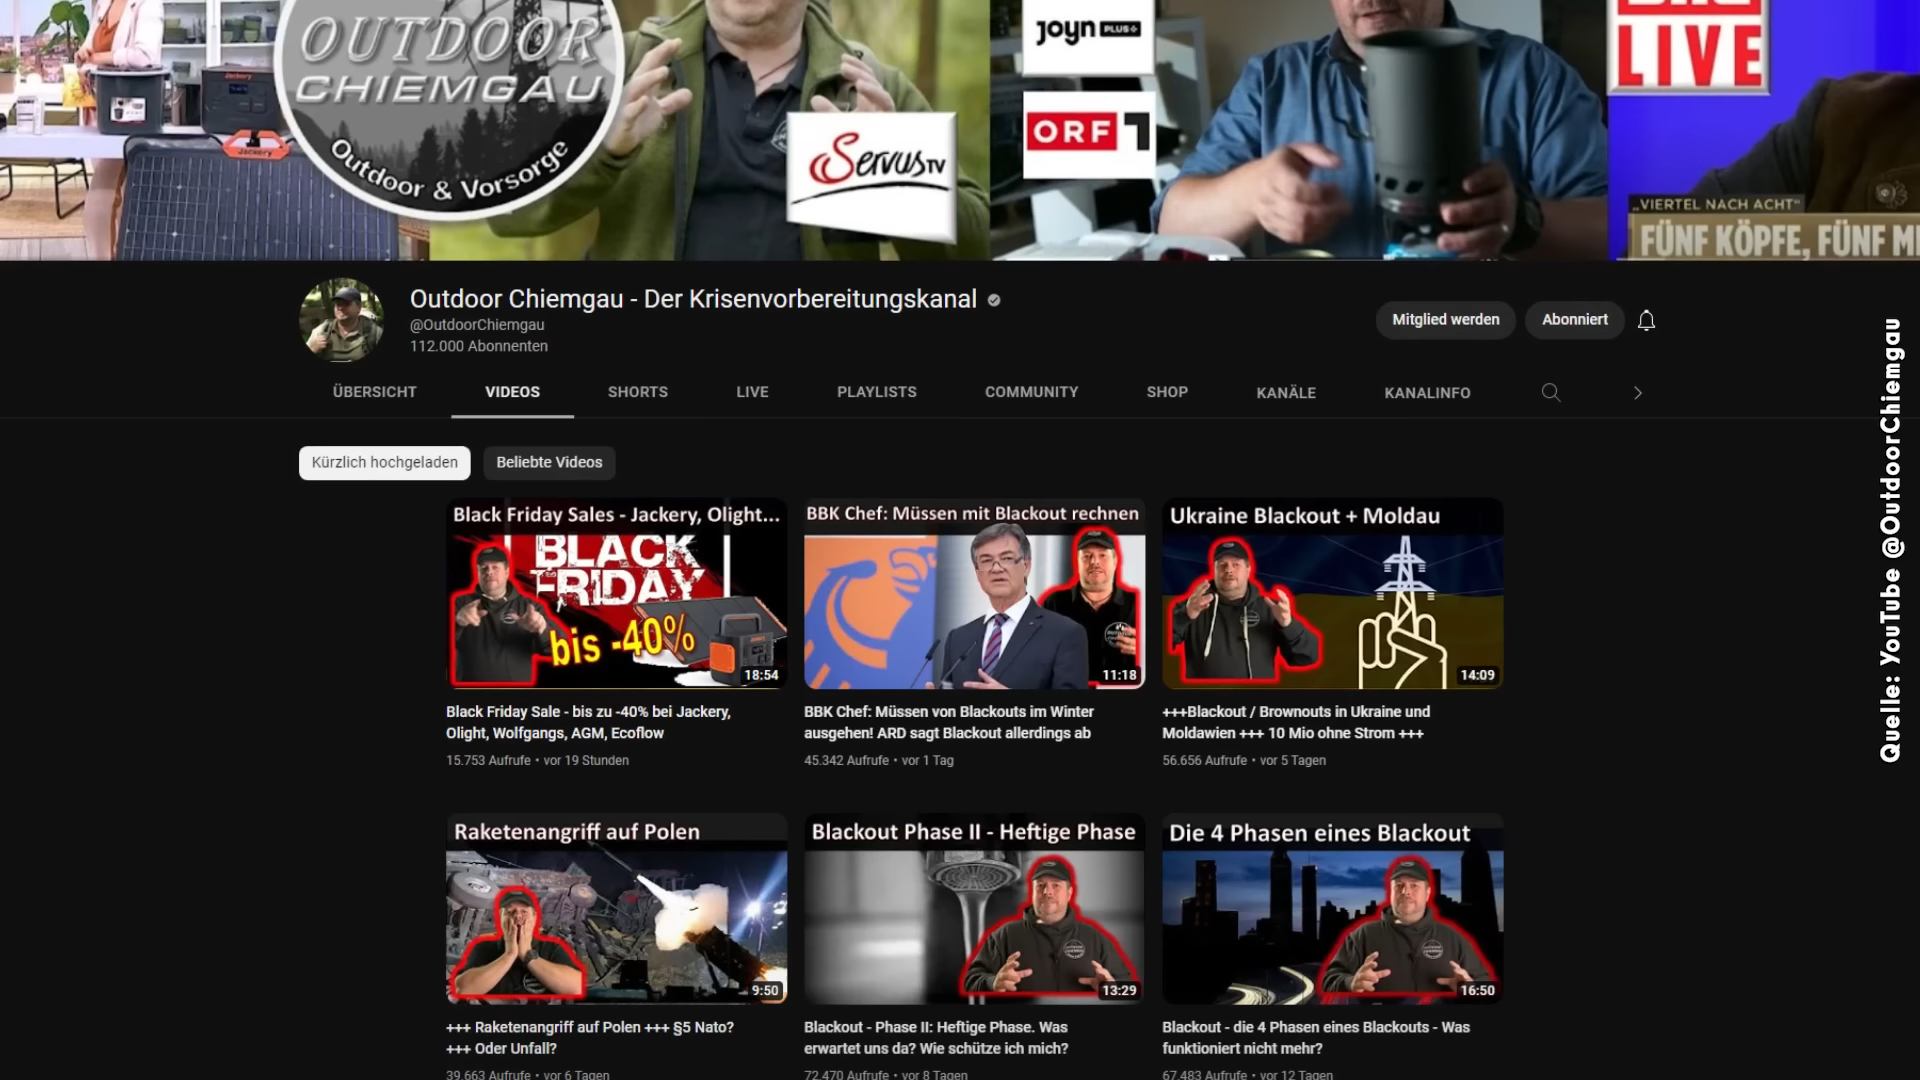 OUTDOOR
CHIEMGAU
Outdoor & Vorsorge
Jackery
Jackery
ServusTV
joyn PLUS+
ORF 1
LIVE
„VIERTEL NACH ACHT“
FÜNF KÖPFE, FÜNF
Outdoor Chiemgau - Der Krisenvorbereitungskanal
@OutdoorChiemgau
112.000 Abonnenten
Mitglied werden
Abonniert
ÜBERSICHT
VIDEOS
SHORTS
LIVE
PLAYLISTS
COMMUNITY
SHOP
KANÄLE
KANALINFO
Kürzlich hochgeladen
Beliebte Videos
Black Friday Sales - Jackery, Olight...
BLACK
FRIDAY
bis -40%
18:54
Black Friday Sale - bis zu -40% bei Jackery,
Olight, Wolfgangs, AGM, Ecoflow
15.753 Aufrufe • vor 19 Stunden
BBK Chef: Müssen mit Blackout rechnen
11:18
BBK Chef: Müssen von Blackouts im Winter
ausgehen! ARD sagt Blackout allerdings ab
45.342 Aufrufe • vor 1 Tag
Ukraine Blackout + Moldau
14:09
+++Blackout / Brownouts in Ukraine und
Moldawien +++ 10 Mio ohne Strom +++
56.656 Aufrufe • vor 5 Tagen
Raketenangriff auf Polen
9:50
+++ Raketenangriff auf Polen +++ §5 Nato?
+++ Oder Unfall?
39.663 Aufrufe • vor 6 Tagen
Blackout Phase II - Heftige Phase
13:29
Blackout - Phase II: Heftige Phase. Was
erwartet uns da? Wie schütze ich mich?
72.470 Aufrufe • vor 8 Tagen
Die 4 Phasen eines Blackout
16:50
Blackout - die 4 Phasen eines Blackouts - Was
funktioniert nicht mehr?
67.483 Aufrufe • vor 12 Tagen
Quelle: YouTube @OutdoorChiemgau